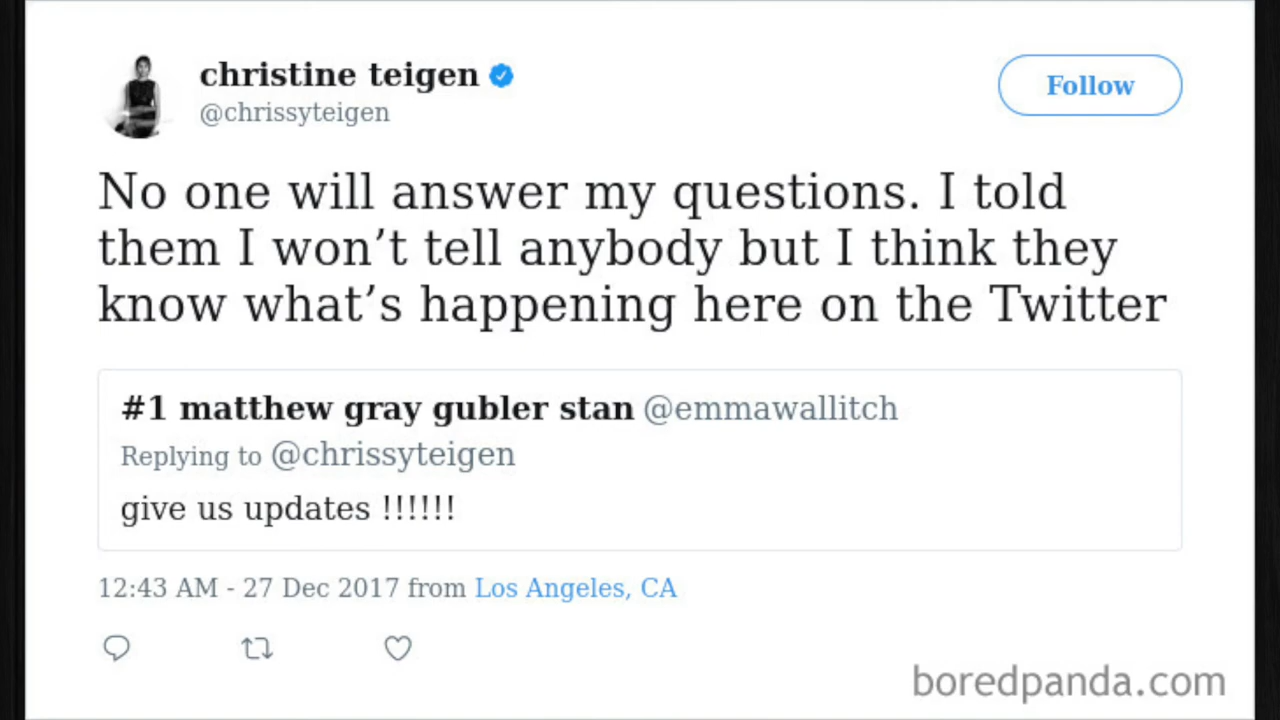 christine teigen
@chrissyteigen
Follow
No one will answer my questions. I told
them I won’t tell anybody but I think they
know what’s happening here on the Twitter
#1 matthew gray gubler stan @emmawallitch
Replying to @chrissyteigen
give us updates !!!!!!
12:43 AM - 27 Dec 2017 from Los Angeles, CA
boredpanda.com